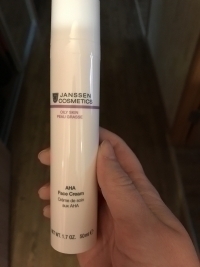 JANSSEN
COSMETICS
OILY SKIN
PEAU GRASSE
AHA
Face Cream
Crème de soin
aux AHA
NET WT. 1.7 OZ. 50 ml e